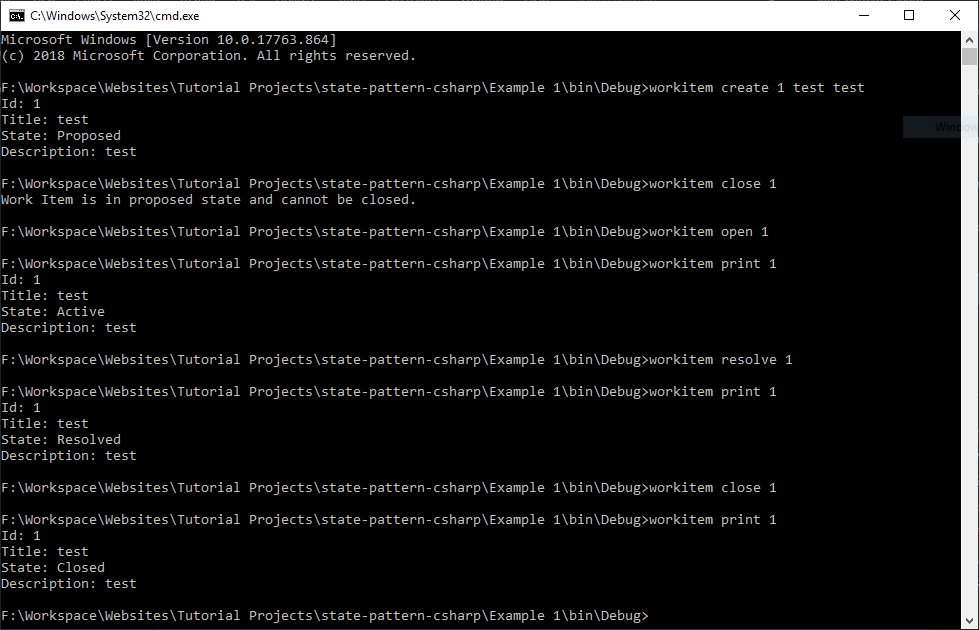 C:\Windows\System32\cmd.exe
Microsoft Windows [Version 10.0.17763.864]
(c) 2018 Microsoft Corporation. All rights reserved.
F:\Workspace\Websites\Tutorial Projects\state-pattern-csharp\Example 1\bin\Debug>workitem create 1 test test
Id: 1
Title: test
State: Proposed
Description: test
F:\Workspace\Websites\Tutorial Projects\state-pattern-csharp\Example 1\bin\Debug>workitem close 1
Work Item is in proposed state and cannot be closed.
F:\Workspace\Websites\Tutorial Projects\state-pattern-csharp\Example 1\bin\Debug>workitem open 1
F:\Workspace\Websites\Tutorial Projects\state-pattern-csharp\Example 1\bin\Debug>workitem print 1
Id: 1
Title: test
State: Active
Description: test
F:\Workspace\Websites\Tutorial Projects\state-pattern-csharp\Example 1\bin\Debug>workitem resolve 1
F:\Workspace\Websites\Tutorial Projects\state-pattern-csharp\Example 1\bin\Debug>workitem print 1
Id: 1
Title: test
State: Resolved
Description: test
F:\Workspace\Websites\Tutorial Projects\state-pattern-csharp\Example 1\bin\Debug>workitem close 1
F:\Workspace\Websites\Tutorial Projects\state-pattern-csharp\Example 1\bin\Debug>workitem print 1
Id: 1
Title: test
State: Closed
Description: test
F:\Workspace\Websites\Tutorial Projects\state-pattern-csharp\Example 1\bin\Debug>